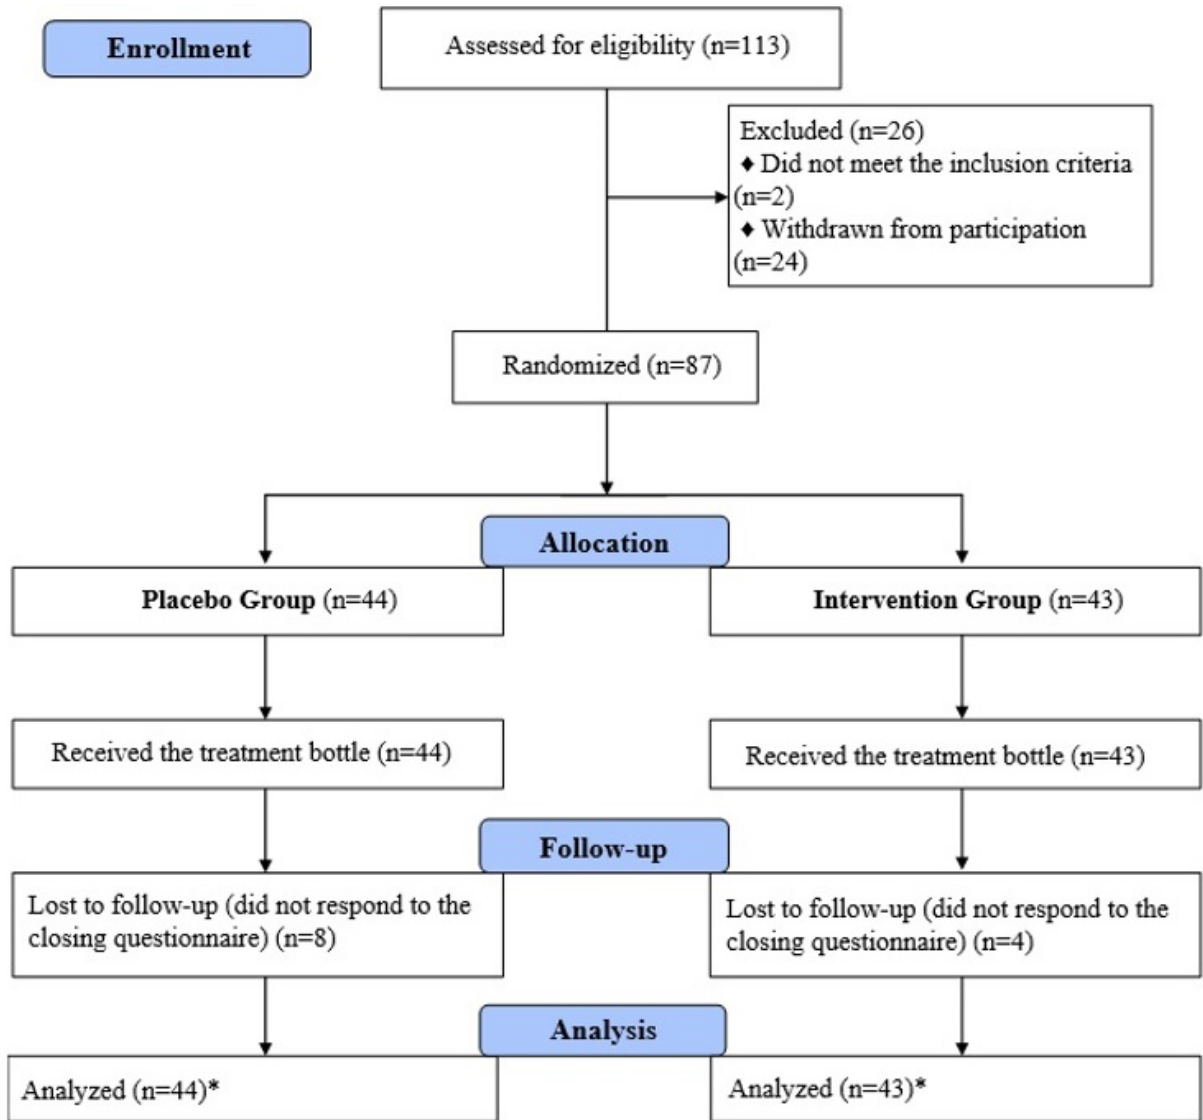 Enrollment
Assessed for eligibility (n=113)
Excluded (n=26)
♦ Did not meet the inclusion criteria
(n=2)
♦ Withdrawn from participation
(n=24)
Randomized (n=87)
Allocation
Placebo Group (n=44)
Intervention Group (n=43)
Received the treatment bottle (n=44)
Received the treatment bottle (n=43)
Follow-up
Lost to follow-up (did not respond to the
closing questionnaire) (n=8)
Lost to follow-up (did not respond to the
closing questionnaire) (n=4)
Analysis
Analyzed (n=44)*
Analyzed (n=43)*